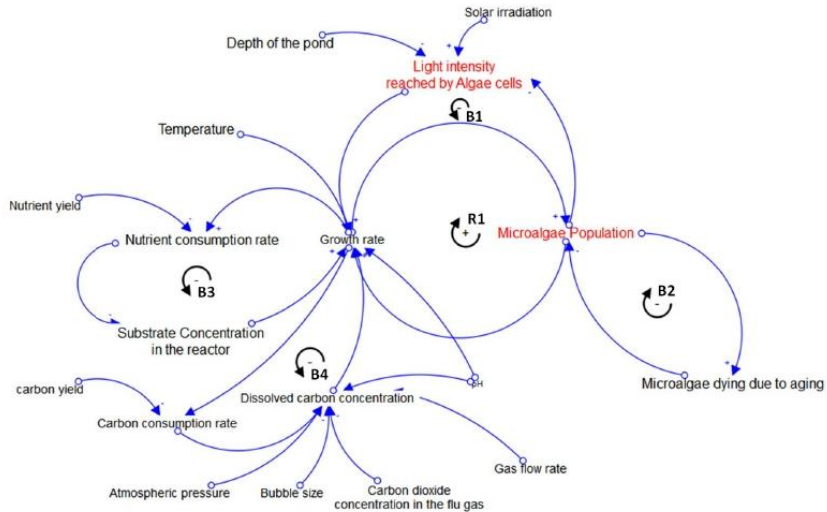 Solar irradiation
Depth of the pond
Light intensity
reached by Algae cells
B1
Temperature
Nutrient yield
R1
+
Nutrient consumption rate
Growth rate
Microalgae Population
B3
B2
Substrate Concentration
in the reactor
B4
carbon yield
pH
Microalgae dying due to aging
Dissolved carbon concentration
Carbon consumption rate
Gas flow rate
Atmospheric pressure
Bubble size
Carbon dioxide
concentration in the flu gas